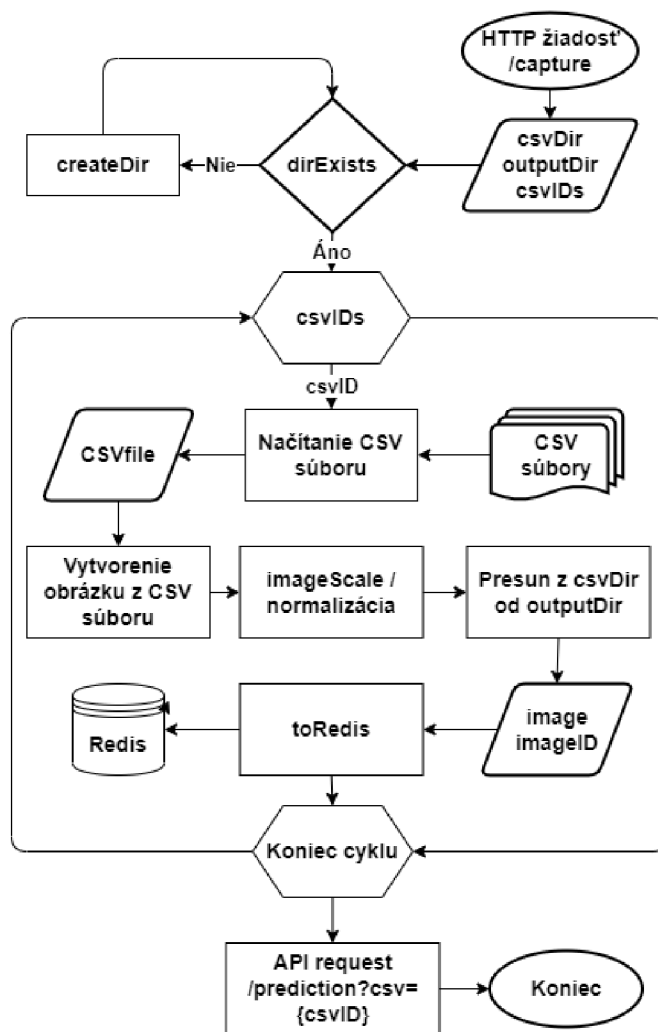 HTTP žiadosť
/capture
csvDir
outputDir
csvIDs
dirExists
Nie
createDir
Áno
csvIDs
csvID
Načítanie CSV
súboru
CSV
súbory
CSVfile
Vytvorenie
obrázku z CSV
súboru
imageScale /
normalizácia
Presun z csvDir
od outputDir
image
imageID
toRedis
Redis
Koniec cyklu
API request
/prediction?csv=
{csvID}
Koniec